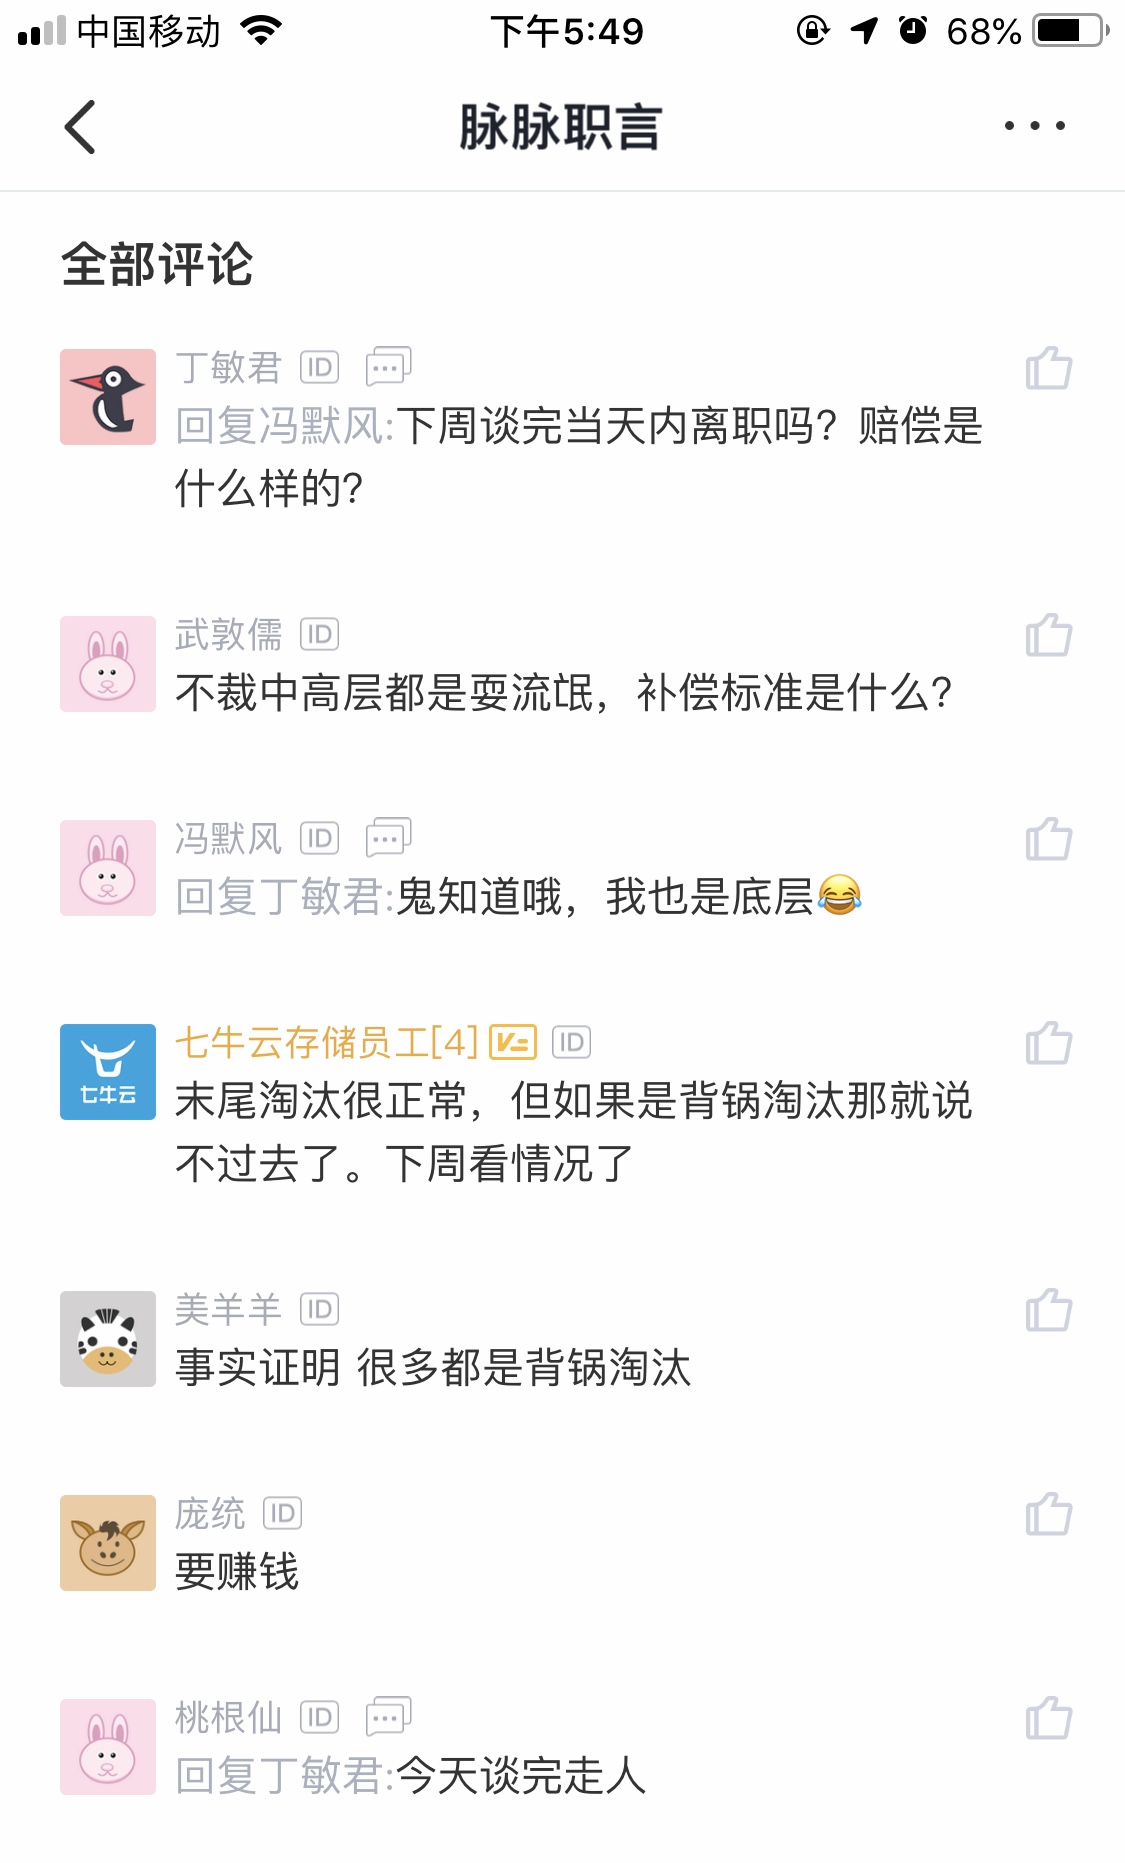 中国移动 下午5:49 68%
脉脉职言
全部评论
丁敏君 ID
回复冯默风:下周谈完当天内离职吗？赔偿是
什么样的？
武敦儒 ID
不裁中高层都是耍流氓，补偿标准是什么？
冯默风 ID
回复丁敏君:鬼知道哦，我也是底层😂
七牛云
七牛云存储员工[4] V ID
末尾淘汰很正常，但如果是背锅淘汰那就说
不过去了。下周看情况了
美羊羊 ID
事实证明 很多都是背锅淘汰
庞统 ID
要赚钱
桃根仙 ID
回复丁敏君:今天谈完走人